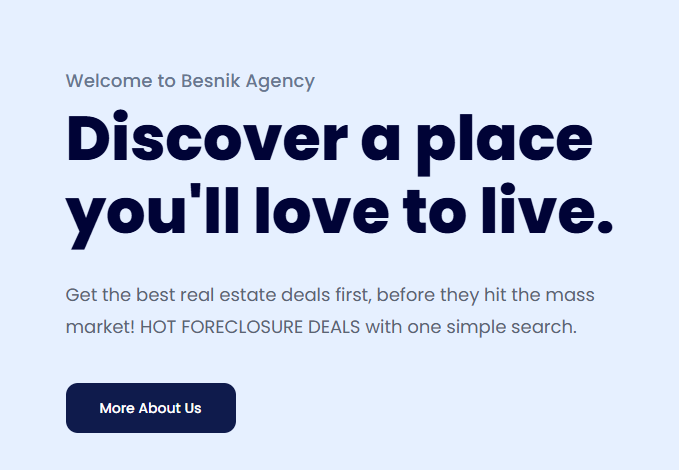 Welcome to Besnik Agency
Discover a place
you'll love to live.
Get the best real estate deals first, before they hit the mass
market! HOT FORECLOSURE DEALS with one simple search.
More About Us